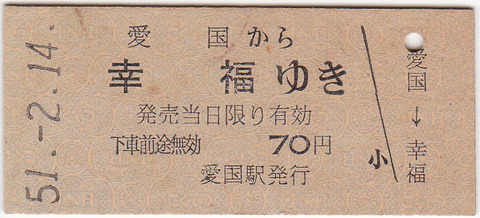 51.-2.14.
愛国から
幸福ゆき
発売当日限り有効
下車前途無効 70円
愛国駅発行
小
愛国
↓
幸福